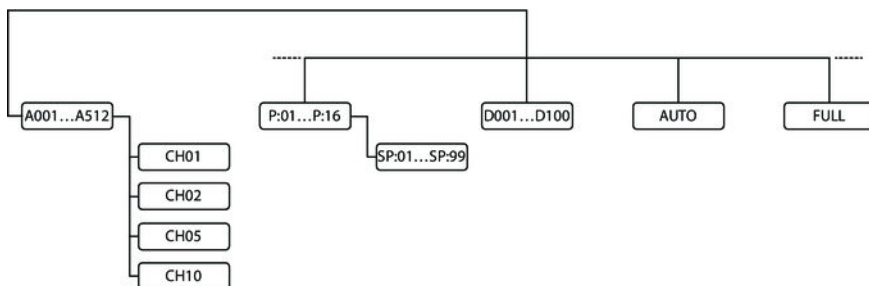 A001...A512
P:01...P:16
D001...D100
AUTO
FULL
CH01
SP:01...SP:99
CH02
CH05
CH10